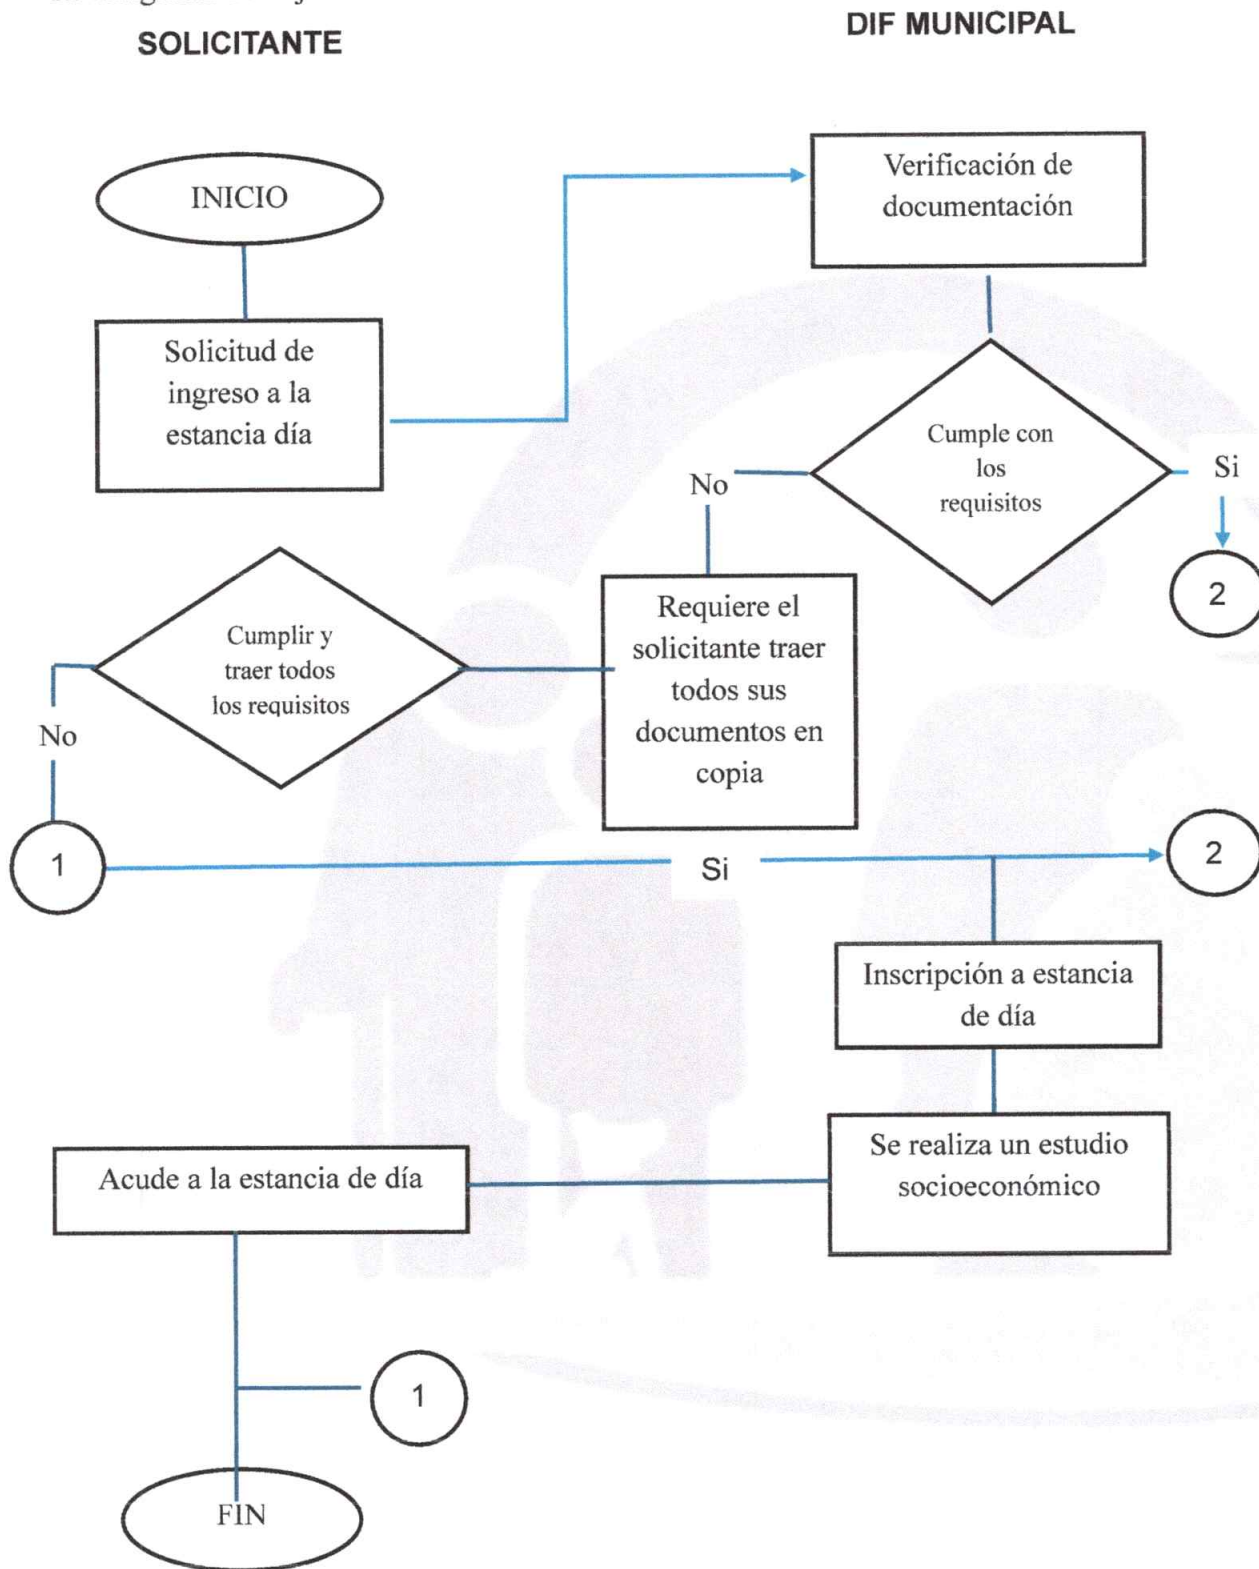 SOLICITANTE
DIF MUNICIPAL
INICIO
Verificación de
documentación
Solicitud de
ingreso a la
estancia día
Cumple con
los
requisitos
No
Si
2
Requiere el
solicitante traer
todos sus
documentos en
copia
Cumplir y
traer todos
los requisitos
No
1
Si
2
Inscripción a estancia
de día
Se realiza un estudio
socioeconómico
Acude a la estancia de día
1
FIN